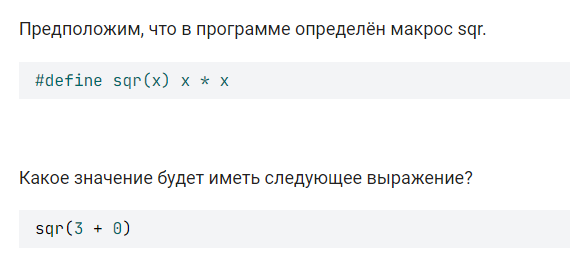 Предположим, что в программе определён макрос sqr.
#define sqr(x) x * x
Какое значение будет иметь следующее выражение?
sqr(3 + 0)